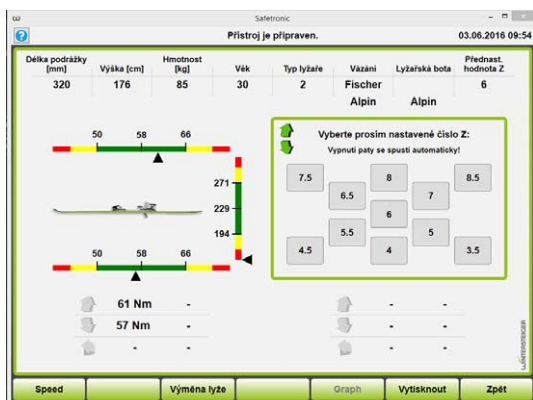 Safetronic
Přístroj je připraven. 03.06.2016 09:54
Délka podrážky [mm] Výška [cm] Hmotnost [kg] Věk Typ lyžaře Vázání Lyžařská bota Přednast. hodnota Z
320 176 85 30 2 Fischer 6
Alpin Alpin
50 58 66
271
229
194
50 58 66
Vyberte prosím nastavené číslo Z:
Vypnutí paty se spustí automaticky!
7.5 8 8.5
6.5 7
6
5.5 5
4.5 4 3.5
61 Nm - - -
57 Nm - - -
- - - -
WINTERSTEIGER
Speed Výměna lyže Graph Vytisknout Zpět